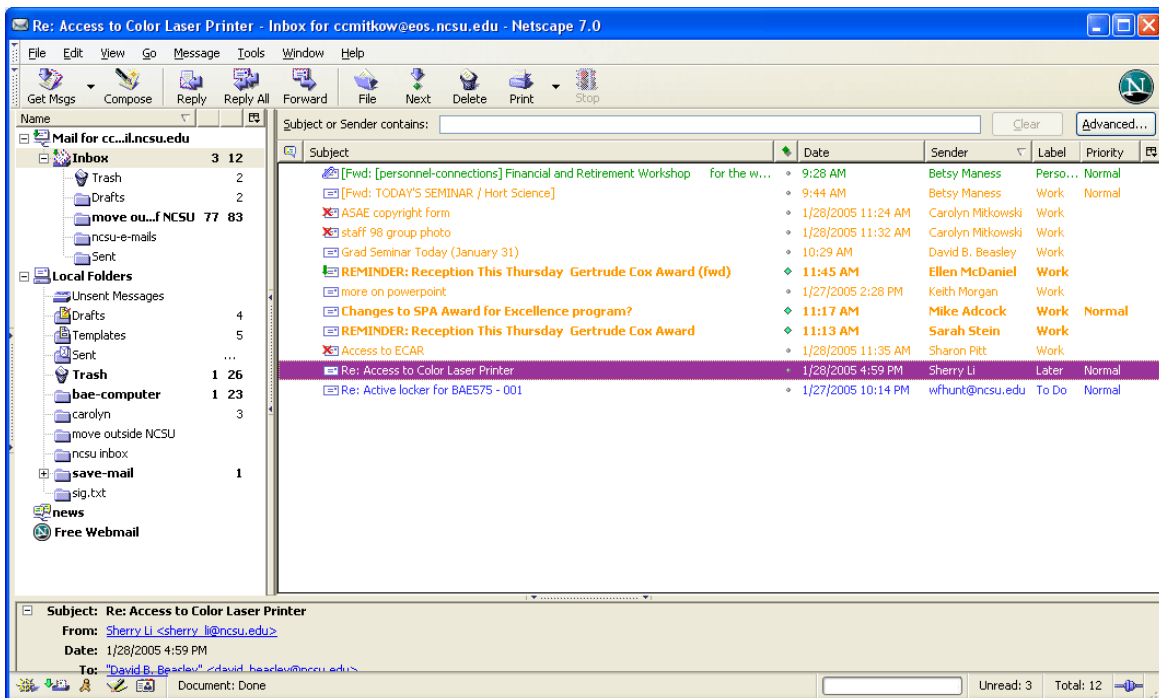 Re: Access to Color Laser Printer - Inbox for ccmitkow@eos.ncsu.edu - Netscape 7.0
File Edit View Go Message Tools Window Help
Get Msgs Compose Reply Reply All Forward File Next Delete Print Stop N
Name
Subject or Sender contains: Clear Advanced...
Mail for cc...il.ncsu.edu
Inbox 3 12
Trash 2
Drafts 2
move ou...f NCSU 77 83
ncsu-e-mails
Sent
Local Folders
Unsent Messages
Drafts 4
Templates 5
Sent ...
Trash 1 26
bae-computer 1 23
carolyn 3
move outside NCSU
ncsu inbox
save-mail 1
sig.txt
news
N Free Webmail
Subject Date Sender Label Priority
[Fwd: [personnel-connections] Financial and Retirement Workshop for the w... 9:28 AM Betsy Maness Perso... Normal
[Fwd: TODAY'S SEMINAR / Hort Science] 9:44 AM Betsy Maness Work Normal
ASAE copyright form 1/28/2005 11:24 AM Carolyn Mitkowski Work
staff 98 group photo 1/28/2005 11:32 AM Carolyn Mitkowski Work
Grad Seminar Today (January 31) 10:29 AM David B. Beasley Work
REMINDER: Reception This Thursday Gertrude Cox Award (fwd) 11:45 AM Ellen McDaniel Work
more on powerpoint 1/27/2005 2:28 PM Keith Morgan Work
Changes to SPA Award for Excellence program? 11:17 AM Mike Adcock Work Normal
REMINDER: Reception This Thursday Gertrude Cox Award 11:13 AM Sarah Stein Work
Access to ECAR 1/28/2005 11:35 AM Sharon Pitt Work
Re: Access to Color Laser Printer 1/28/2005 4:59 PM Sherry Li Later Normal
Re: Active locker for BAE575 - 001 1/27/2005 10:14 PM wfhunt@ncsu.edu To Do Normal
Subject: Re: Access to Color Laser Printer
From: Sherry Li <sherry_li@ncsu.edu>
Date: 1/28/2005 4:59 PM
To: "David B. Beasley" <david_beasley@ncsu.edu>
Document: Done Unread: 3 Total: 12